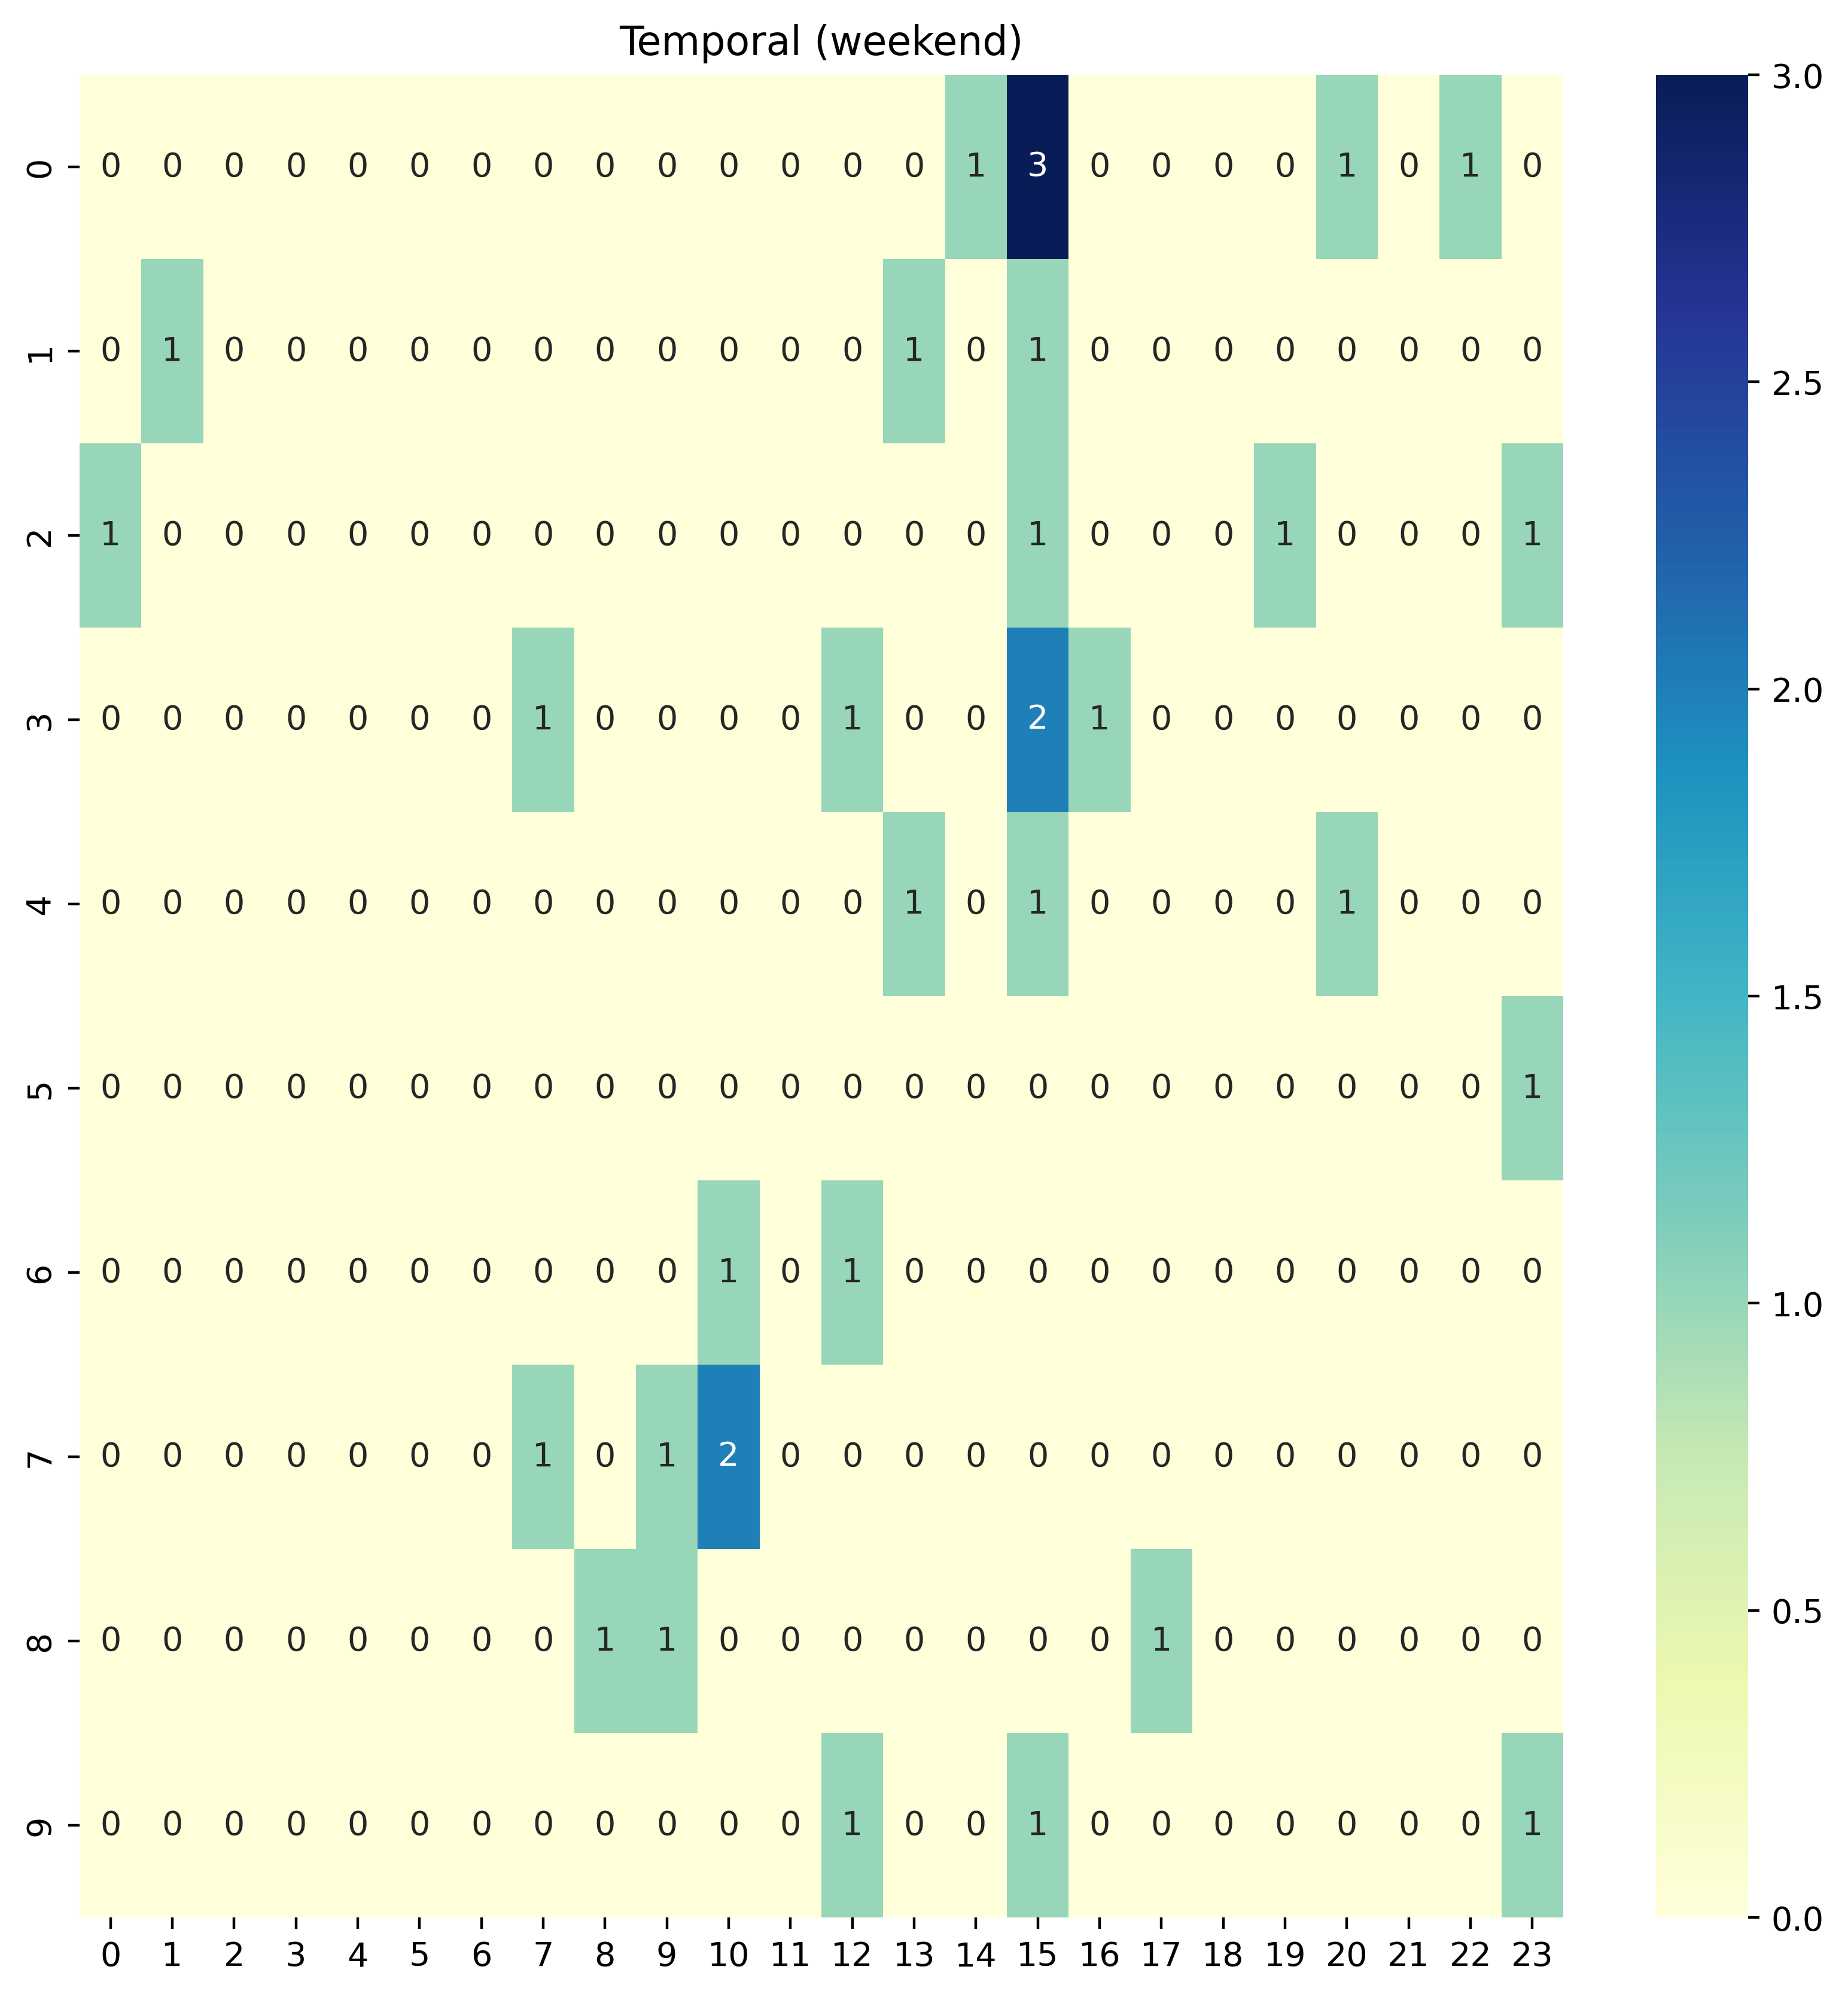 Temporal (weekend)
3.0
0 0 0 0 0 0 0 0 0 0 0 0 0 0 1 3 0 0 0 0 1 0 1 0
1 0 1 0 0 0 0 0 0 0 0 0 0 0 1 0 1 0 0 0 0 0 0 0 0
2.5
2 1 0 0 0 0 0 0 0 0 0 0 0 0 0 0 1 0 0 0 1 0 0 0 1
2.0
3 0 0 0 0 0 0 0 1 0 0 0 0 1 0 0 2 1 0 0 0 0 0 0 0
4 0 0 0 0 0 0 0 0 0 0 0 0 0 1 0 1 0 0 0 0 1 0 0 0
1.5
5 0 0 0 0 0 0 0 0 0 0 0 0 0 0 0 0 0 0 0 0 0 0 0 1
6 0 0 0 0 0 0 0 0 0 0 1 0 1 0 0 0 0 0 0 0 0 0 0 0
1.0
7 0 0 0 0 0 0 0 1 0 1 2 0 0 0 0 0 0 0 0 0 0 0 0 0
0.5
8 0 0 0 0 0 0 0 0 1 1 0 0 0 0 0 0 0 1 0 0 0 0 0 0
9 0 0 0 0 0 0 0 0 0 0 0 0 1 0 0 1 0 0 0 0 0 0 0 1
0.0
0 1 2 3 4 5 6 7 8 9 10 11 12 13 14 15 16 17 18 19 20 21 22 23